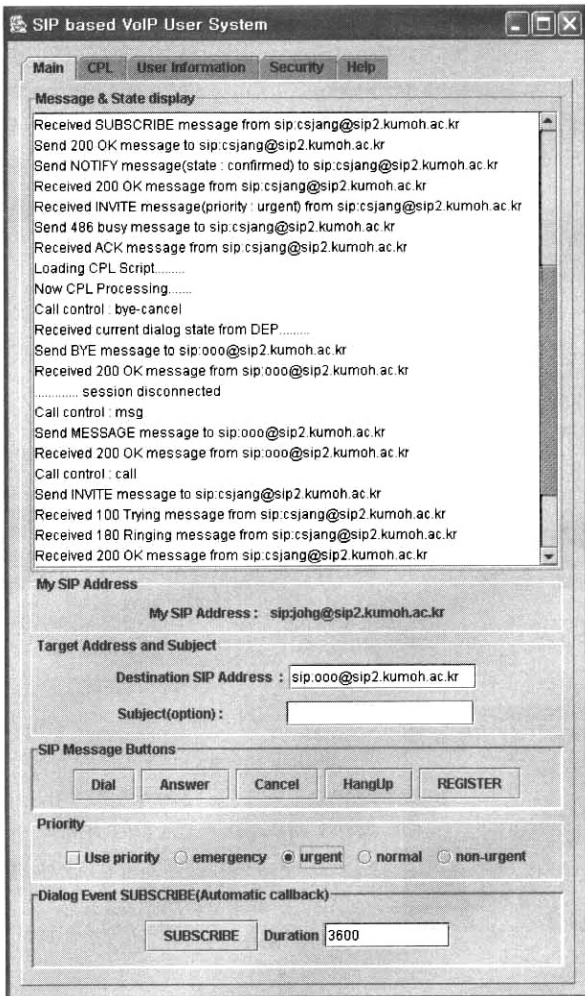 SIP based VoIP User System
Main CPL User Information Security Help
Message & State display
Received SUBSCRIBE message from sip:csjang@sip2.kumoh.ac.kr
Send 200 OK message to sip:csjang@sip2.kumoh.ac.kr
Send NOTIFY message(state : confirmed) to sip:csjang@sip2.kumoh.ac.kr
Received 200 OK message from sip:csjang@sip2.kumoh.ac.kr
Received INVITE message(priority : urgent) from sip:csjang@sip2.kumoh.ac.kr
Send 486 busy message to sip:csjang@sip2.kumoh.ac.kr
Received ACK message from sip:csjang@sip2.kumoh.ac.kr
Loading CPL Script.........
Now CPL Processing.......
Call control : bye-cancel
Received current dialog state from DEP.........
Send BYE message to sip:ooo@sip2.kumoh.ac.kr
Received 200 OK message from sip:ooo@sip2.kumoh.ac.kr
............. session disconnected
Call control : msg
Send MESSAGE message to sip:ooo@sip2.kumoh.ac.kr
Received 200 OK message from sip:ooo@sip2.kumoh.ac.kr
Call control : call
Send INVITE message to sip:csjang@sip2.kumoh.ac.kr
Received 100 Trying message from sip:csjang@sip2.kumoh.ac.kr
Received 180 Ringing message from sip:csjang@sip2.kumoh.ac.kr
Received 200 OK message from sip:csjang@sip2.kumoh.ac.kr
My SIP Address
My SIP Address : sip:johg@sip2.kumoh.ac.kr
Target Address and Subject
Destination SIP Address : sip:ooo@sip2.kumoh.ac.kr
Subject(option) :
SIP Message Buttons
Dial Answer Cancel HangUp REGISTER
Priority
Use priority emergency urgent normal non-urgent
Dialog Event SUBSCRIBE(Automatic callback)
SUBSCRIBE Duration 3600